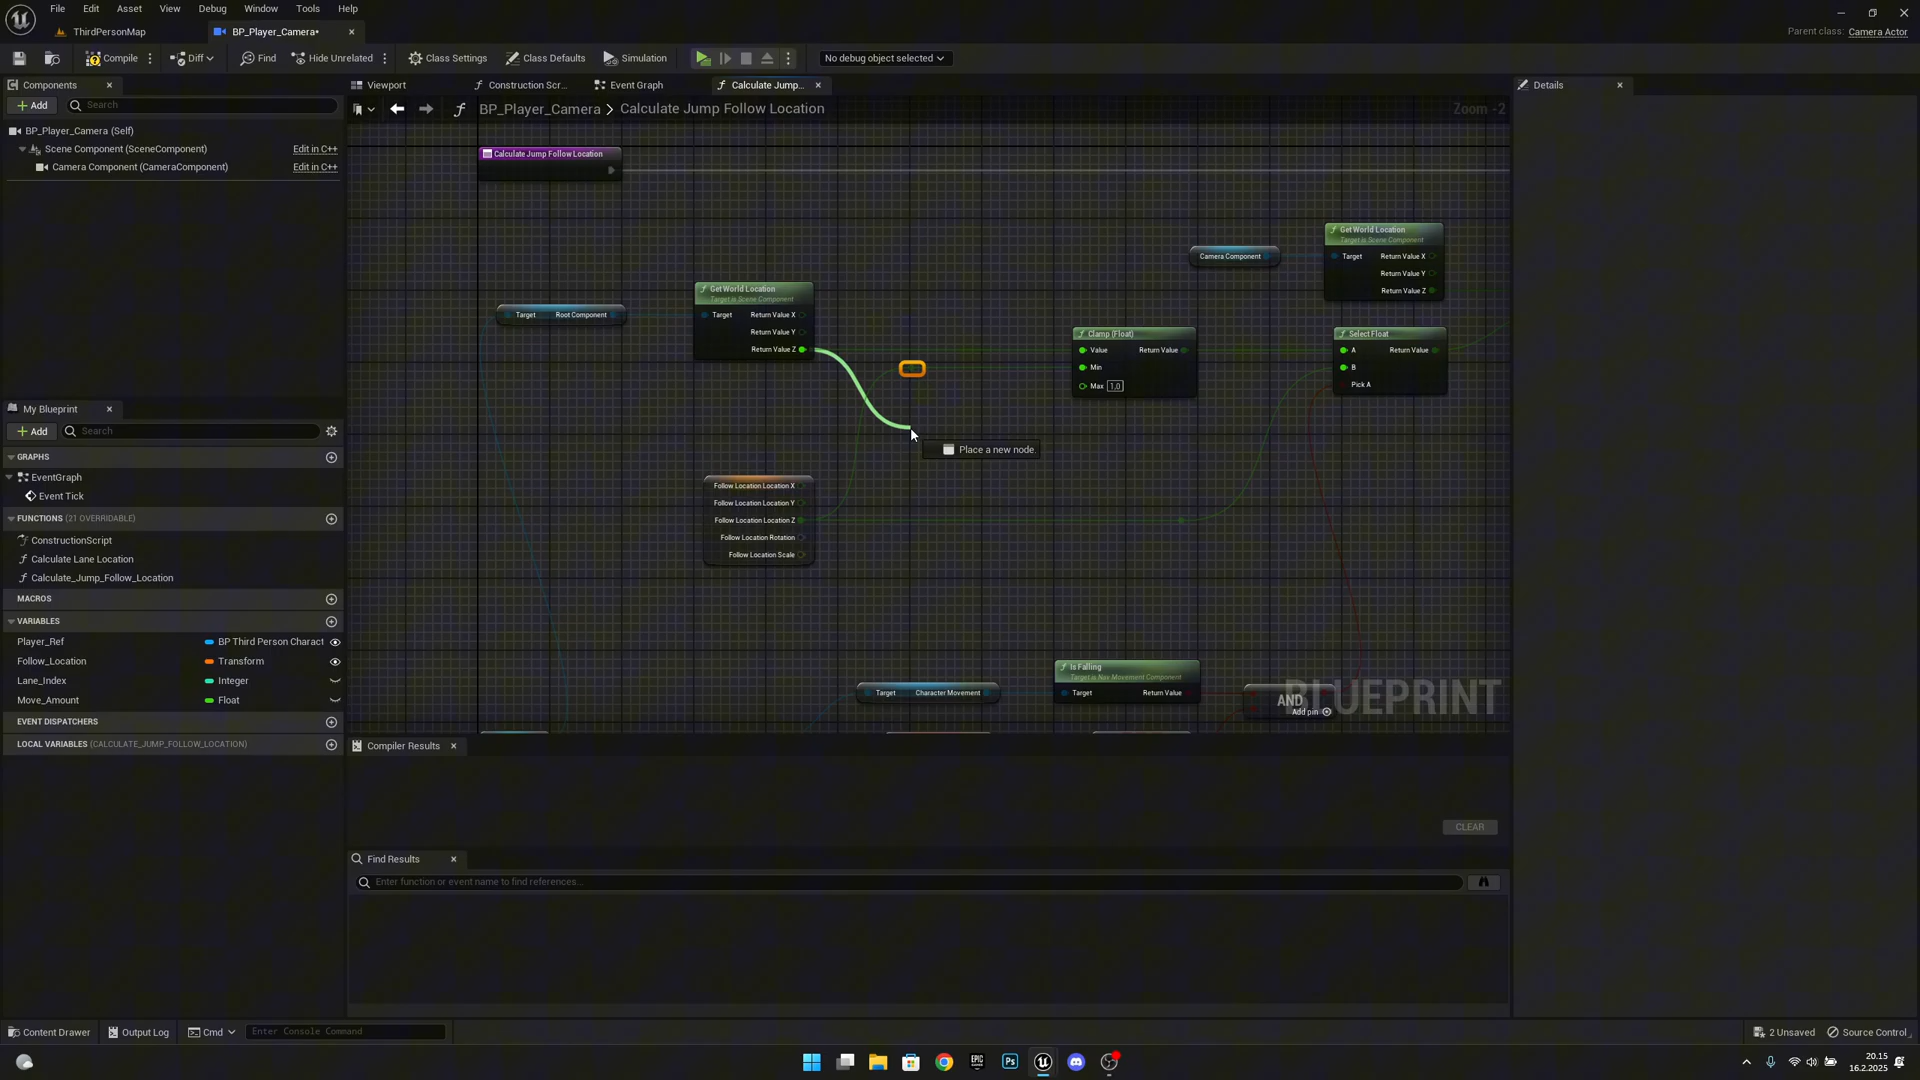 File Edit Asset View Debug Window Tools Help
ThirdPersonMap BP_Player_Camera* Parent class: Camera Actor
Compile Diff Find Hide Unrelated Class Settings Class Defaults Simulation No debug object selected
Components Viewport Construction Scr... Event Graph Calculate Jump... Details
Add Search BP_Player_Camera > Calculate Jump Follow Location Zoom -2
BP_Player_Camera (Self)
Scene Component (SceneComponent) Edit in C++
Camera Component (CameraComponent) Edit in C++
Calculate Jump Follow Location
Get World Location
Target is Scene Component
Camera Component Target Return Value X
Return Value Y
Return Value Z
Get World Location
Target is Scene Component
Target Root Component Target Return Value X
Return Value Y
Return Value Z
Clamp (Float) Select Float
Value Return Value A Return Value
Min B
Max 1,0 Pick A
Place a new node.
Follow Location Location X
Follow Location Location Y
Follow Location Location Z
Follow Location Rotation
Follow Location Scale
Is Falling
Target is Nav Movement Component
Target Character Movement Target Return Value
AND
Add pin
BLUEPRINT
My Blueprint
Add Search
GRAPHS
EventGraph
Event Tick
FUNCTIONS (21 OVERRIDABLE)
ConstructionScript
Calculate Lane Location
Calculate_Jump_Follow_Location
MACROS
VARIABLES
Player_Ref BP Third Person Charact
Follow_Location Transform
Lane_Index Integer
Move_Amount Float
EVENT DISPATCHERS
LOCAL VARIABLES (CALCULATE_JUMP_FOLLOW_LOCATION)
Compiler Results
CLEAR
Find Results
Enter function or event name to find references...
Content Drawer Output Log Cmd Enter Console Command 2 Unsaved Source Control
EPIC GAMES Ps
20.15
16.2.2025